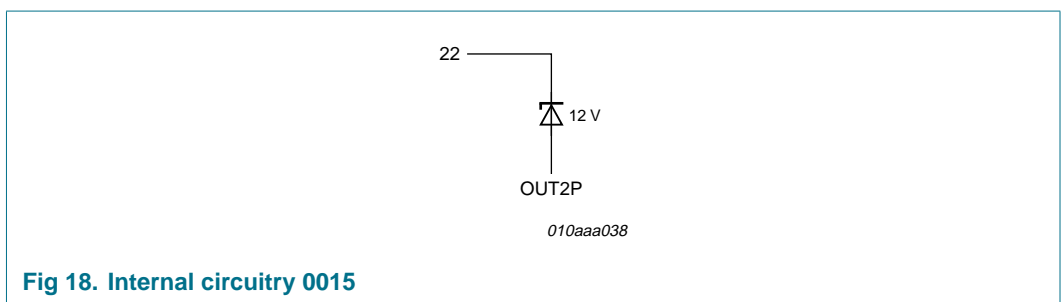 22
12 V
OUT2P
010aaa038
Fig 18. Internal circuitry 0015